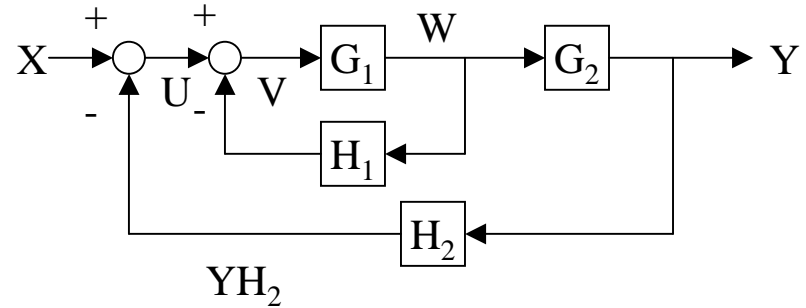 + +
X G₁ W G₂ Y
- U - V
H₁
H₂
YH₂